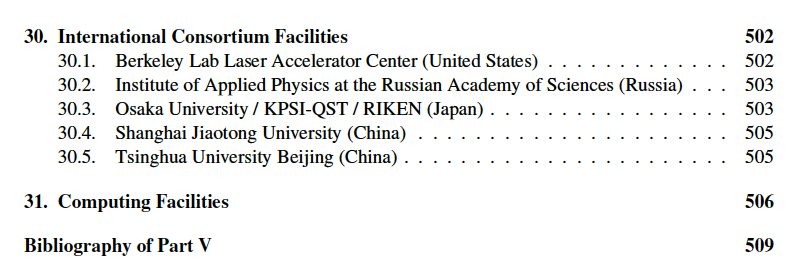 30. International Consortium Facilities 502
30.1. Berkeley Lab Laser Accelerator Center (United States) . . . . . . . . . . . . . 502
30.2. Institute of Applied Physics at the Russian Academy of Sciences (Russia) . . . 503
30.3. Osaka University / KPSI-QST / RIKEN (Japan) . . . . . . . . . . . . . . . . . 503
30.4. Shanghai Jiaotong University (China) . . . . . . . . . . . . . . . . . . . . . . 505
30.5. Tsinghua University Beijing (China) . . . . . . . . . . . . . . . . . . . . . . . 505
31. Computing Facilities 506
Bibliography of Part V 509